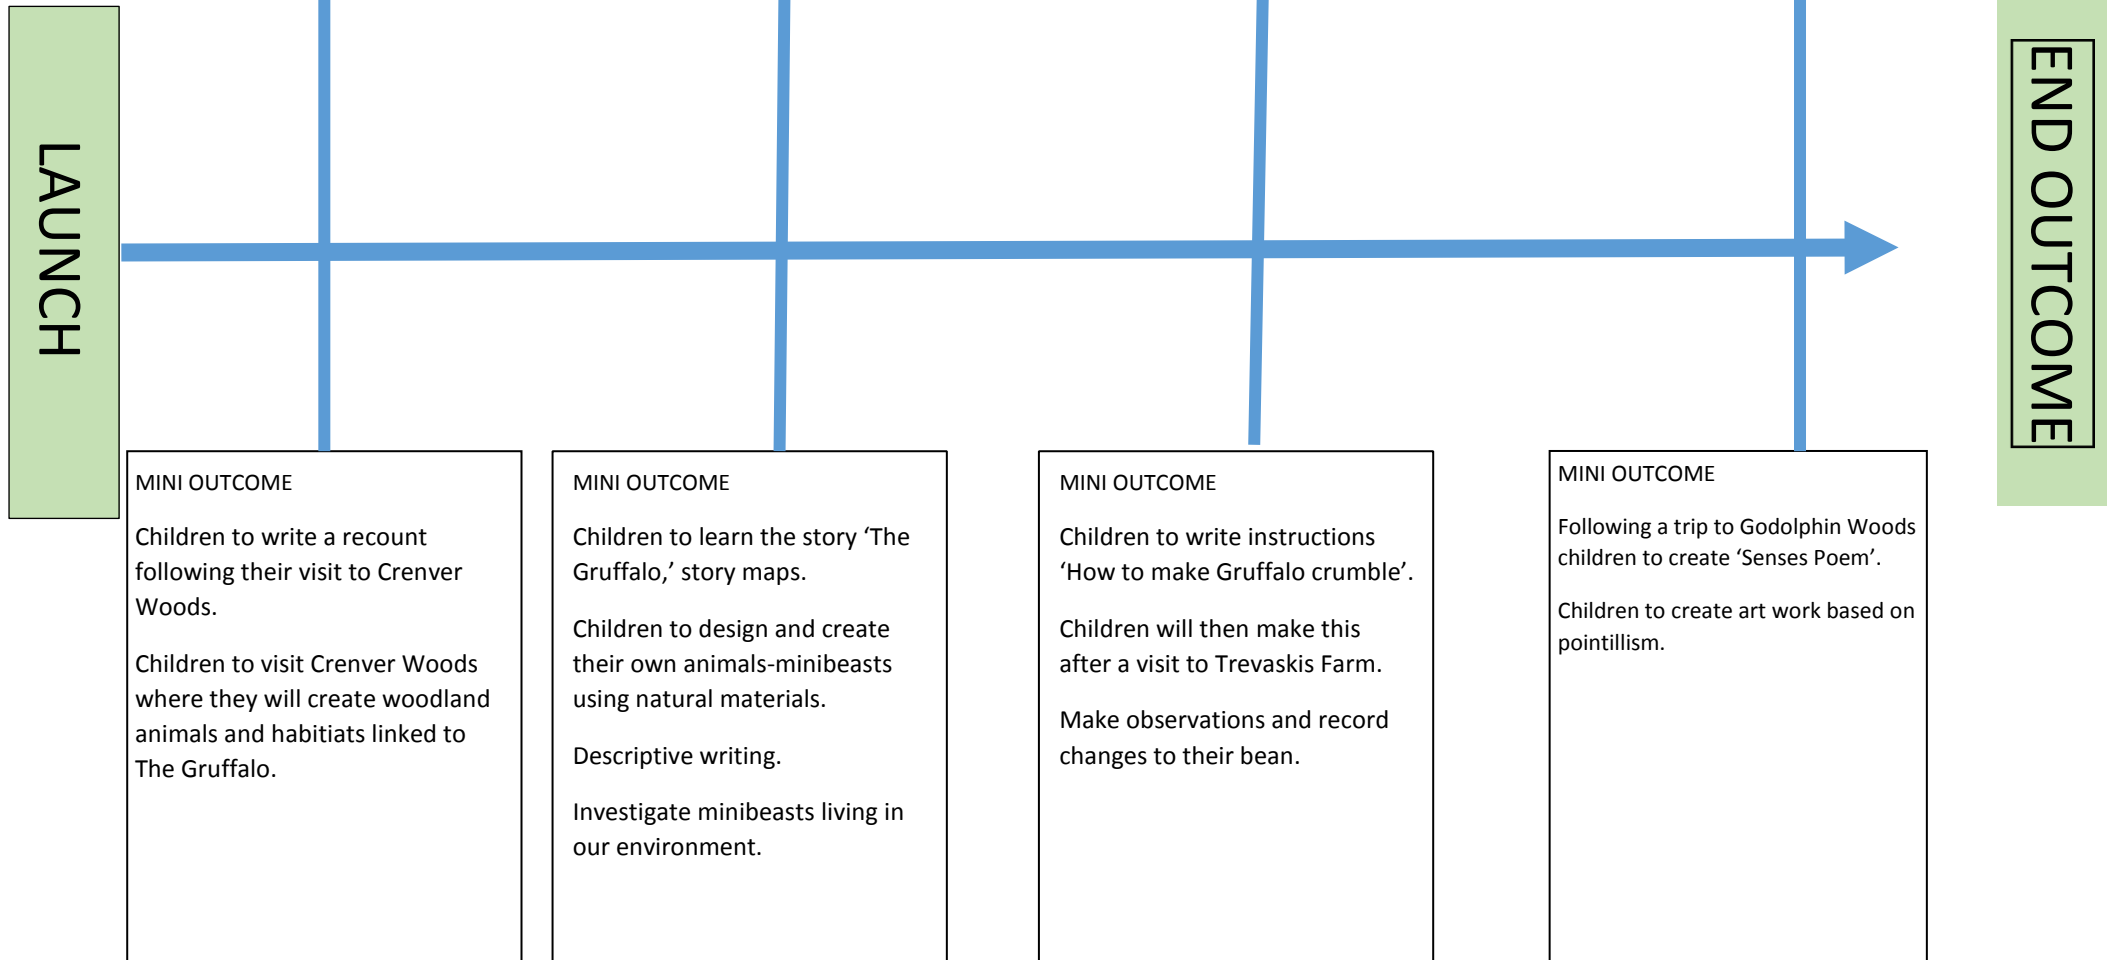 LAUNCH
MINI OUTCOME
Children to write a recount
following their visit to Crenver
Woods.
Children to visit Crenver Woods
where they will create woodland
animals and habitiats linked to
The Gruffalo.
MINI OUTCOME
Children to learn the story ‘The
Gruffalo,’ story maps.
Children to design and create
their own animals-minibeasts
using natural materials.
Descriptive writing.
Investigate minibeasts living in
our environment.
MINI OUTCOME
Children to write instructions
‘How to make Gruffalo crumble’.
Children will then make this
after a visit to Trevaskis Farm.
Make observations and record
changes to their bean.
MINI OUTCOME
Following a trip to Godolphin Woods
children to create ‘Senses Poem’.
Children to create art work based on
pointillism.
END OUTCOME